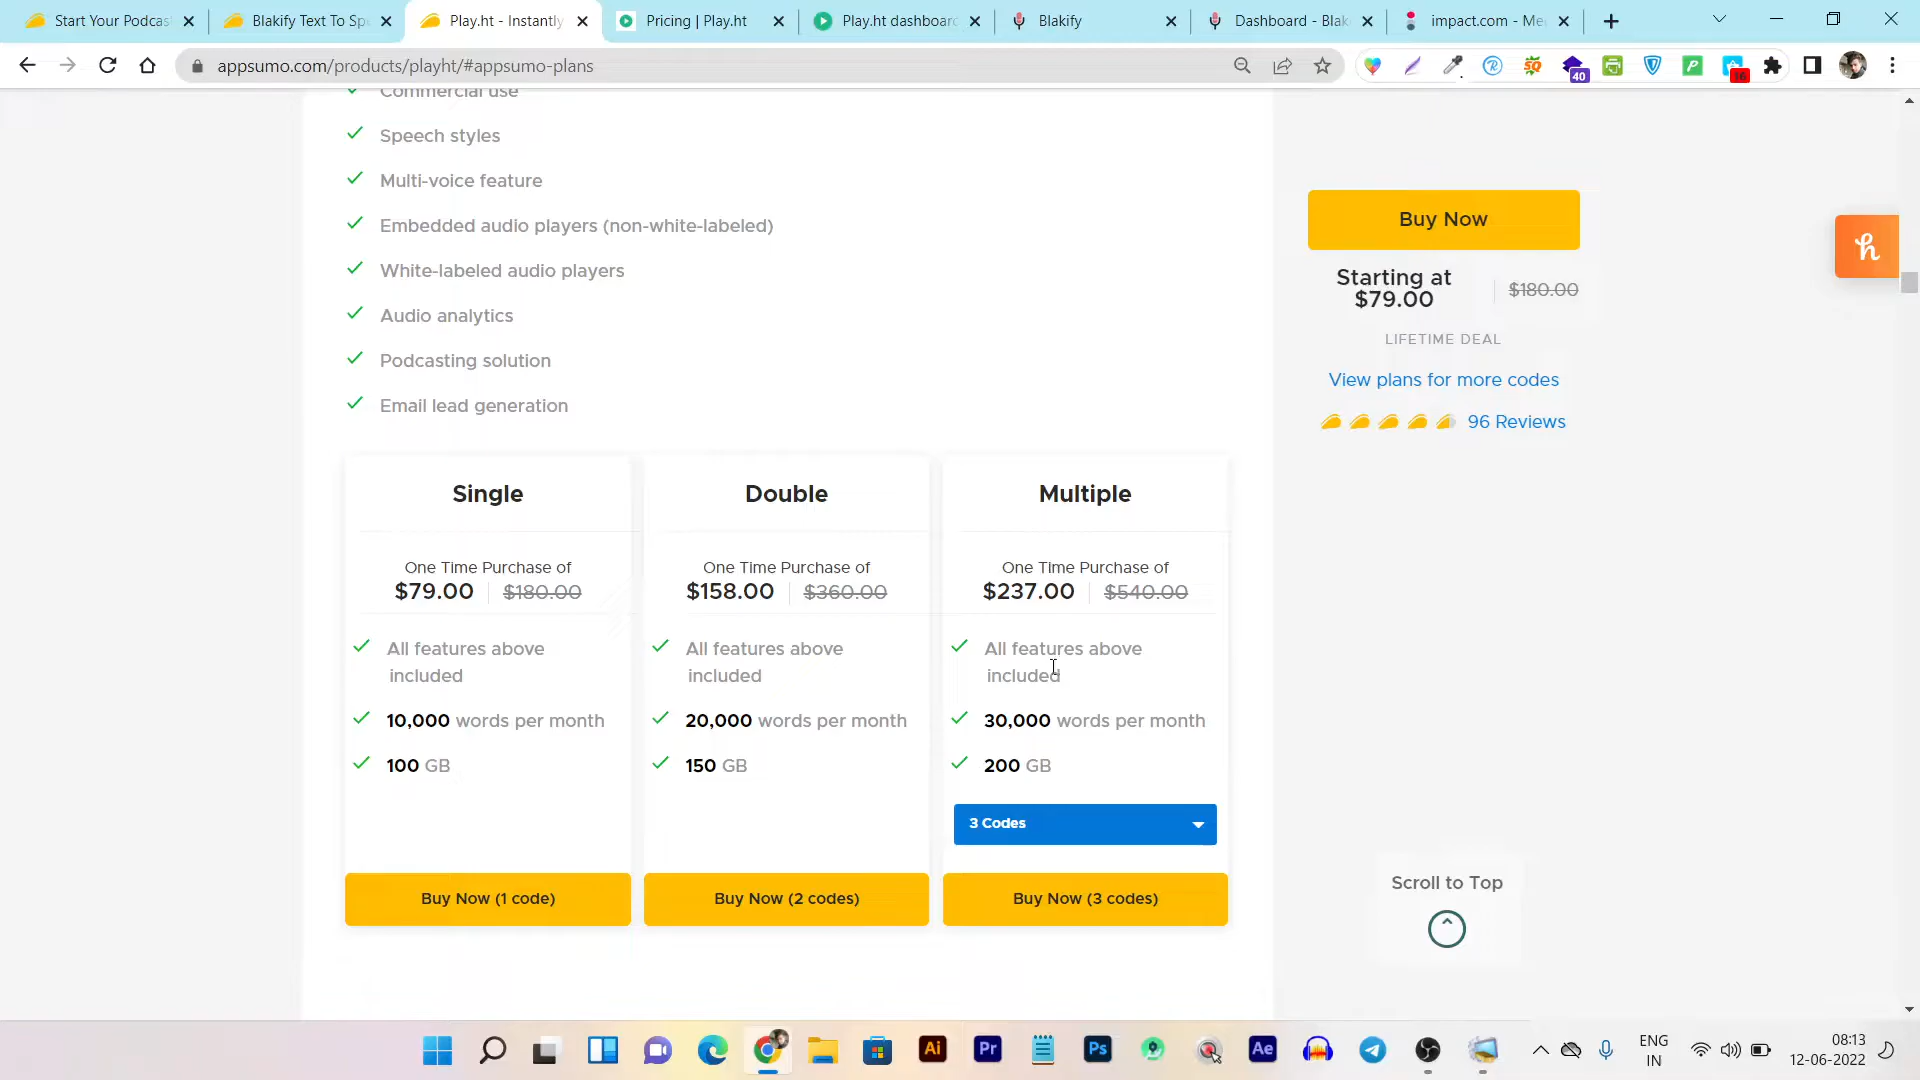 Start Your Podcas
Blakify Text To Sp
Play.ht - Instantly
Pricing | Play.ht
Play.ht dashboard
Blakify
Dashboard - Blak
impact.com - Me
appsumo.com/products/playht/#appsumo-plans
40
16
Commercial use
Speech styles
Multi-voice feature
Embedded audio players (non-white-labeled)
White-labeled audio players
Audio analytics
Podcasting solution
Email lead generation
Buy Now
Starting at
$79.00
$180.00
LIFETIME DEAL
View plans for more codes
96 Reviews
Single
One Time Purchase of
$79.00 $180.00
All features above
included
10,000 words per month
100 GB
Buy Now (1 code)
Double
One Time Purchase of
$158.00 $360.00
All features above
included
20,000 words per month
150 GB
Buy Now (2 codes)
Multiple
One Time Purchase of
$237.00 $540.00
All features above
included
30,000 words per month
200 GB
3 Codes
Buy Now (3 codes)
Scroll to Top
Ai
Pr
Ps
Ae
ENG
IN
08:13
12-06-2022